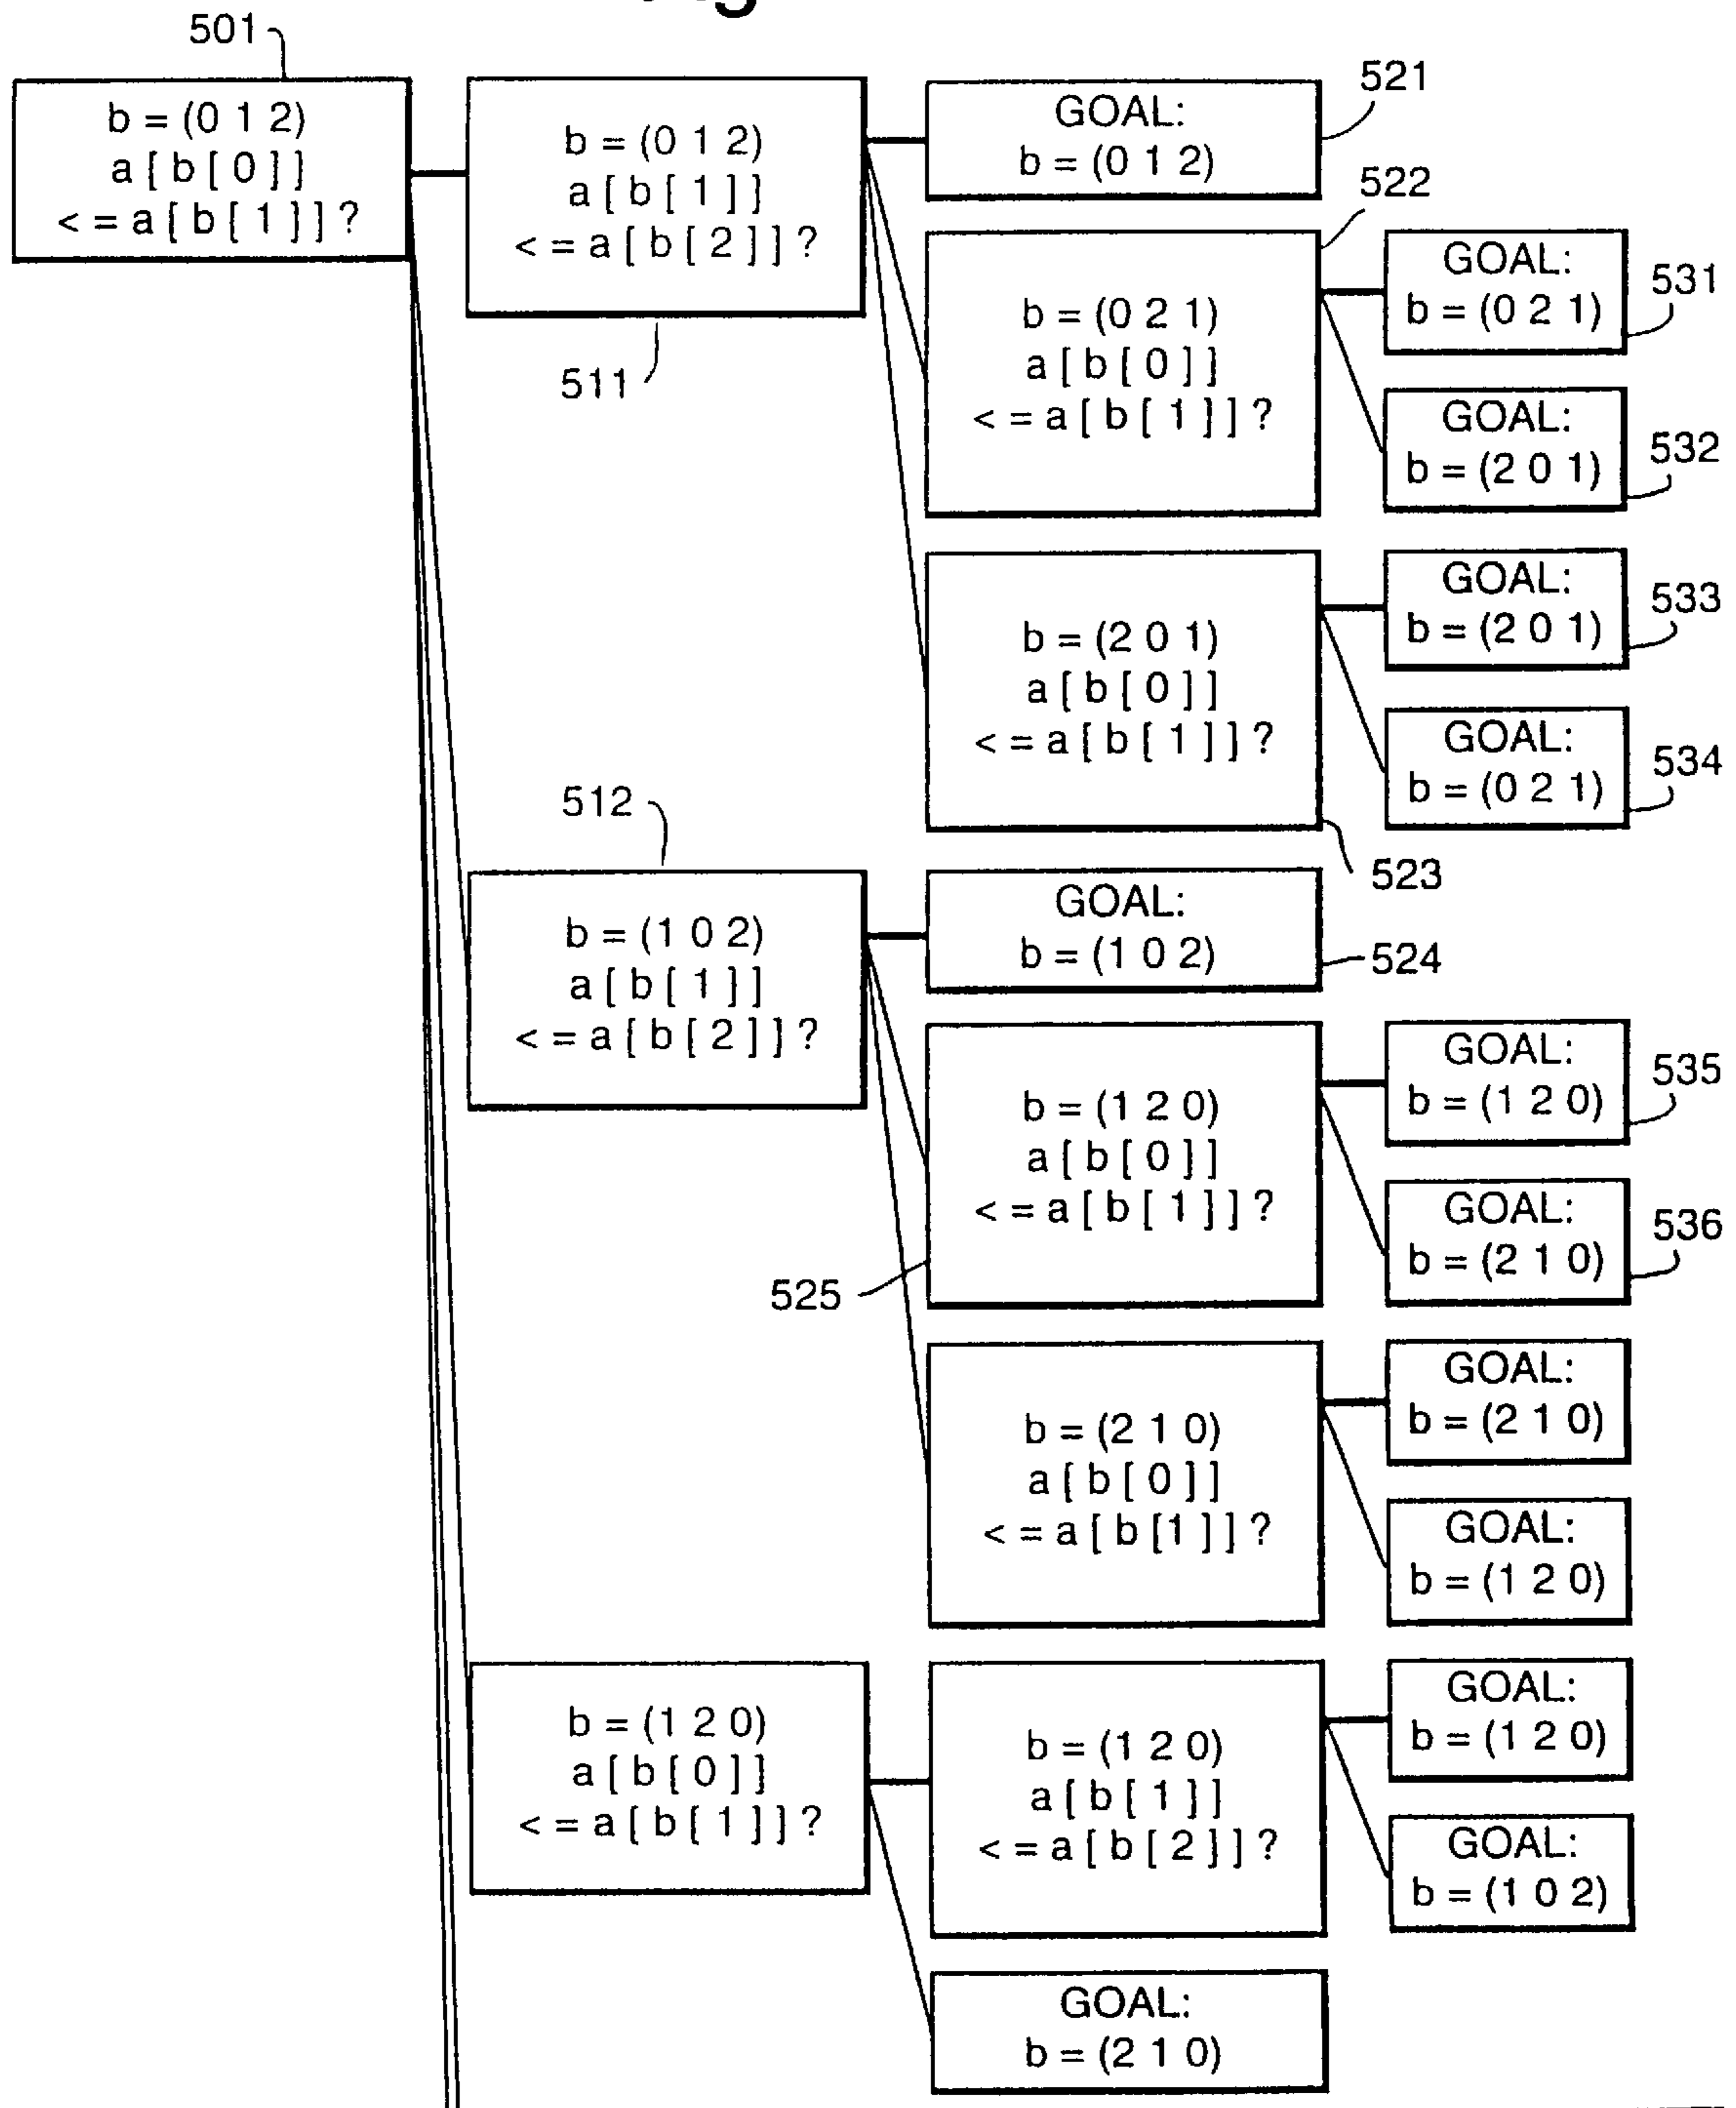 501
b = (0 1 2)
a [ b [ 0 ] ]
< = a [ b [ 1 ] ] ?
b = (0 1 2)
a [ b [ 1 ] ]
< = a [ b [ 2 ] ] ?
511
GOAL:
b = (0 1 2)
521
522
b = (0 2 1)
a [ b [ 0 ] ]
< = a [ b [ 1 ] ] ?
GOAL:
b = (0 2 1)
531
GOAL:
b = (2 0 1)
532
b = (2 0 1)
a [ b [ 0 ] ]
< = a [ b [ 1 ] ] ?
523
GOAL:
b = (2 0 1)
533
GOAL:
b = (0 2 1)
534
512
b = (1 0 2)
a [ b [ 1 ] ]
< = a [ b [ 2 ] ] ?
GOAL:
b = (1 0 2)
524
b = (1 2 0)
a [ b [ 0 ] ]
< = a [ b [ 1 ] ] ?
525
GOAL:
b = (1 2 0)
535
GOAL:
b = (2 1 0)
536
b = (2 1 0)
a [ b [ 0 ] ]
< = a [ b [1 ] ] ?
GOAL:
b = (2 1 0)
GOAL:
b = (1 2 0)
b = (1 2 0)
a [ b [ 0 ] ]
< = a [ b [ 1 ] ] ?
b = (1 2 0)
a [ b [ 1 ] ]
< = a [ b [ 2 ] ] ?
GOAL:
b = (1 2 0)
GOAL:
b = (1 0 2)
GOAL:
b = (2 1 0)